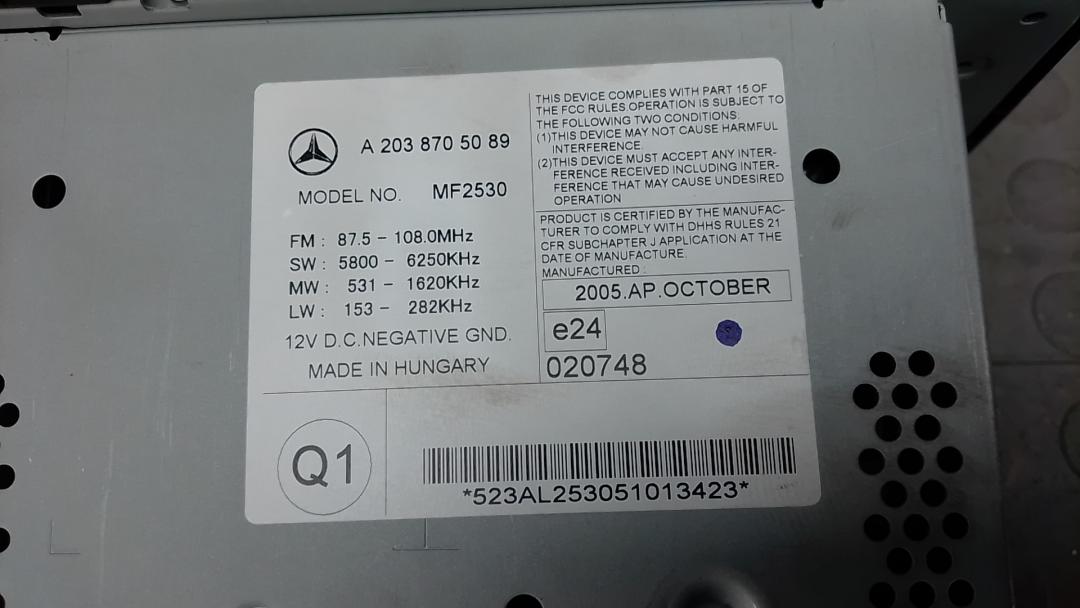 A 203 870 5089
MODEL NO. MF2530
FM : 87.5 - 108.0MHz
SW : 5800 - 6250KHz
MW : 531 - 1620KHz
LW : 153 - 282KHz
12V D.C.NEGATIVE GND.
MADE IN HUNGARY
THIS DEVICE COMPLIES WITH PART 15 OF
THE FCC RULES.OPERATION IS SUBJECT TO
THE FOLLOWING TWO CONDITIONS:
(1)THIS DEVICE MAY NOT CAUSE HARMFUL
INTERFERENCE.
(2)THIS DEVICE MUST ACCEPT ANY INTER-
FERENCE RECEIVED INCLUDING INTER-
FERENCE THAT MAY CAUSE UNDESIRED
OPERATION
PRODUCT IS CERTIFIED BY THE MANUFAC-
TURER TO COMPLY WITH DHHS RULES 21
CFR SUBCHAPTER J APPLICATION AT THE
DATE OF MANUFACTURE.
MANUFACTURED :
2005.AP.OCTOBER
e24
020748
Q1
*523AL253051013423*